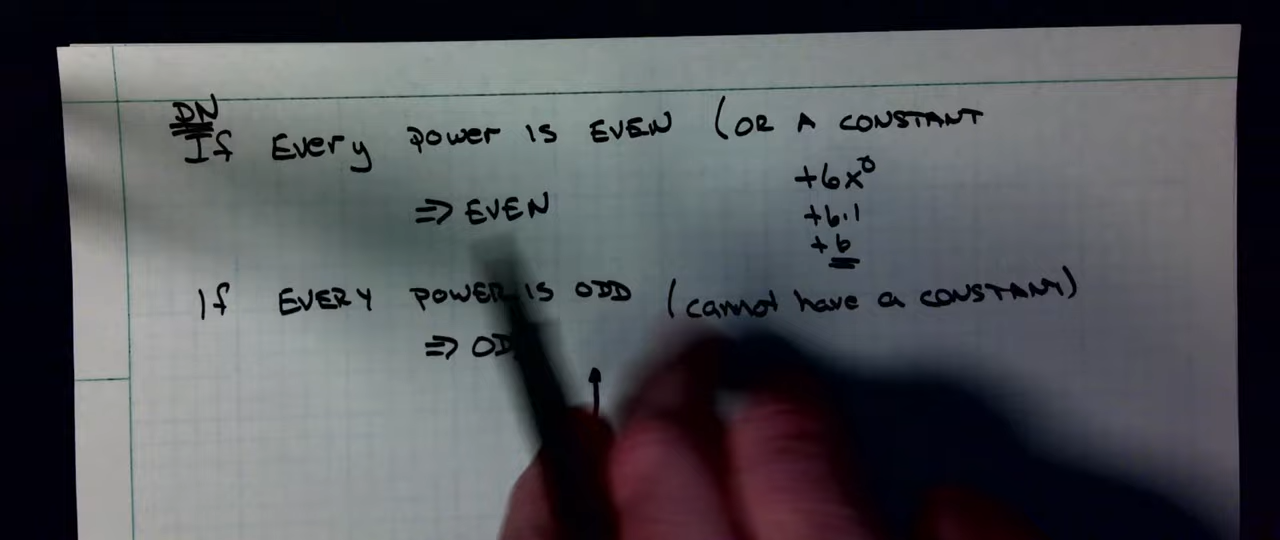 DN
If Every power is EVEN (OR A CONSTANT
+6x⁰
⇒ EVEN
+6·1
+6
If EVERY POWER IS ODD (cannot have a CONSTANT)
⇒